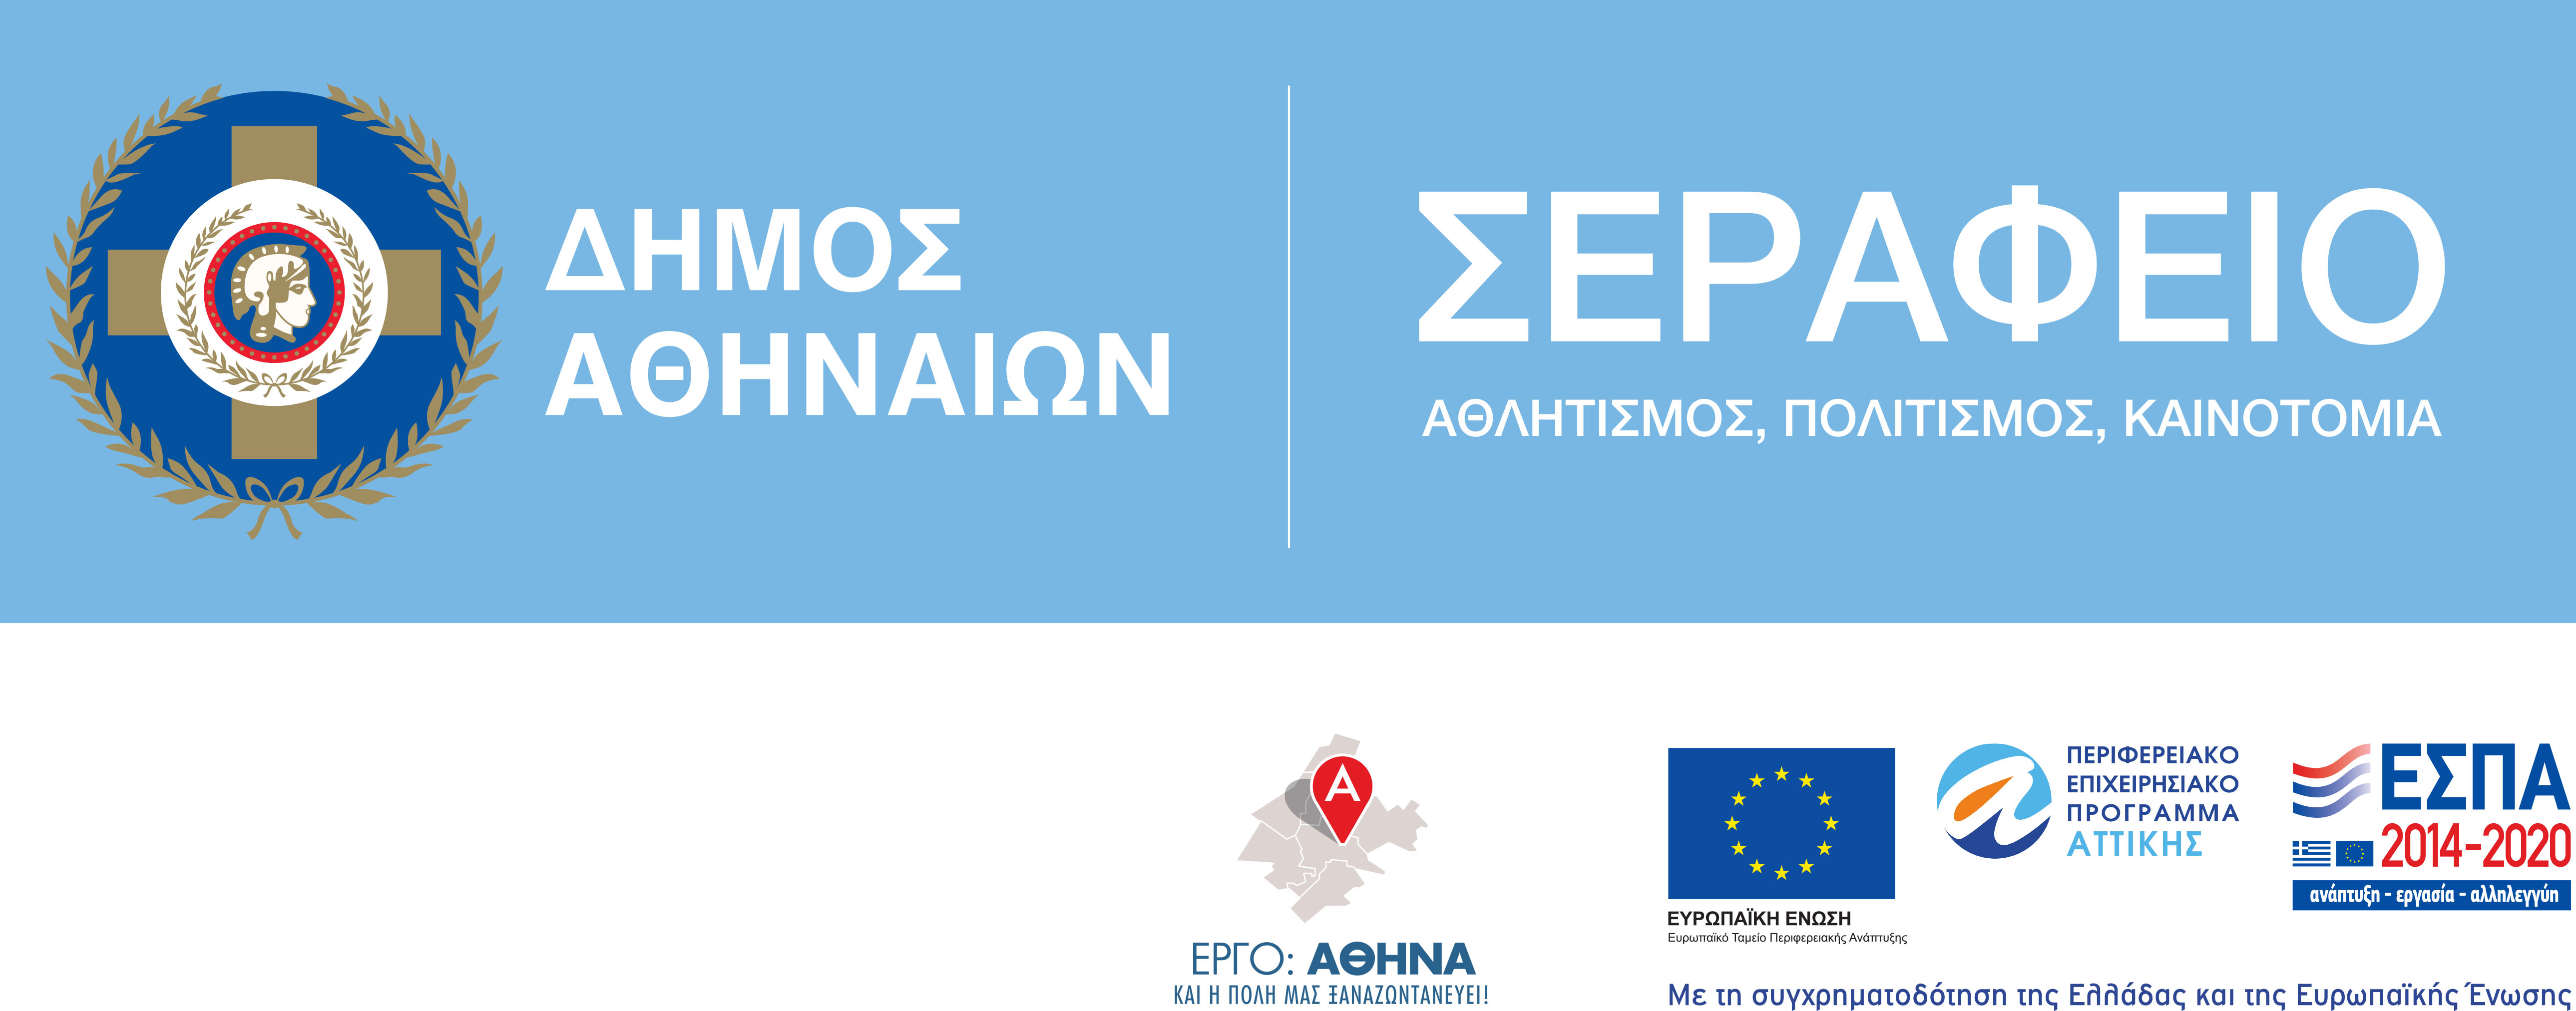 ΔΗΜΟΣ
ΑΘΗΝΑΙΩΝ
ΣΕΡΑΦΕΙΟ
ΑΘΛΗΤΙΣΜΟΣ, ΠΟΛΙΤΙΣΜΟΣ, ΚΑΙΝΟΤΟΜΙΑ
Α
ΕΡΓΟ: ΑΘΗΝΑ
ΚΑΙ Η ΠΟΛΗ ΜΑΣ ΞΑΝΑΖΩΝΤΑΝΕΥΕΙ!
ΕΥΡΩΠΑΪΚΗ ΕΝΩΣΗ
Ευρωπαϊκό Ταμείο Περιφερειακής Ανάπτυξης
ΠΕΡΙΦΕΡΕΙΑΚΟ
ΕΠΙΧΕΙΡΗΣΙΑΚΟ
ΠΡΟΓΡΑΜΜΑ
ΑΤΤΙΚΗΣ
ΕΣΠΑ
2014-2020
ανάπτυξη - εργασία - αλληλεγγύη
Με τη συγχρηματοδότηση της Ελλάδας και της Ευρωπαϊκής Ένωσης